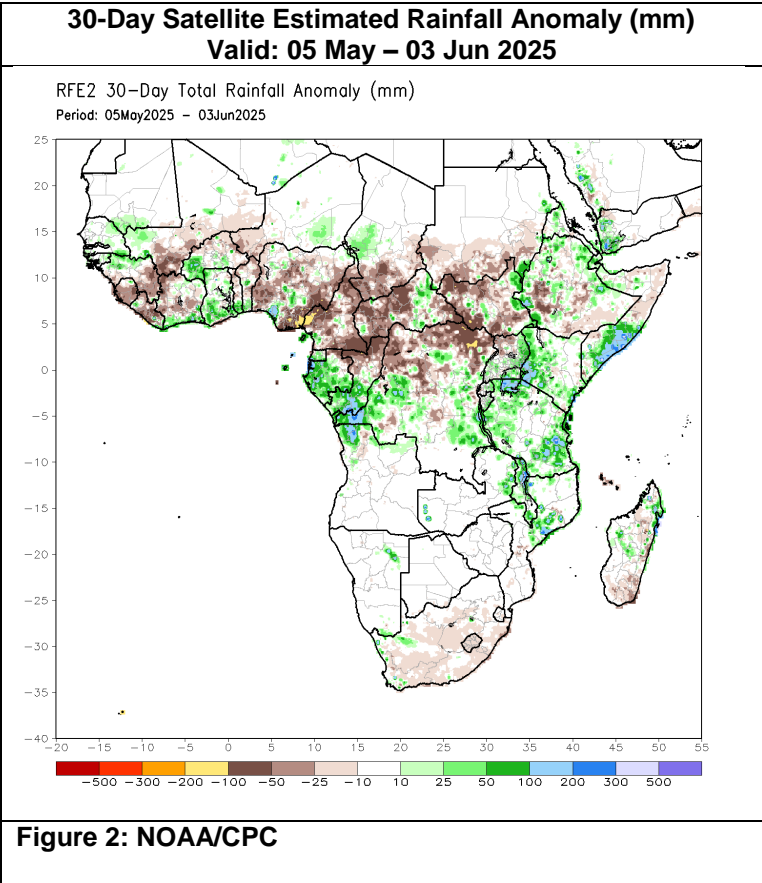 30-Day Satellite Estimated Rainfall Anomaly (mm)
Valid: 05 May – 03 Jun 2025
RFE2 30-Day Total Rainfall Anomaly (mm)
Period: 05May2025 - 03Jun2025
25
20
15
10
5
0
-5
-10
-15
-20
-25
-30
-35
-40
-20 -15 -10 -5 0 5 10 15 20 25 30 35 40 45 50 55
-500 -300 -200 -100 -50 -25 -10 10 25 50 100 200 300 500
Figure 2: NOAA/CPC